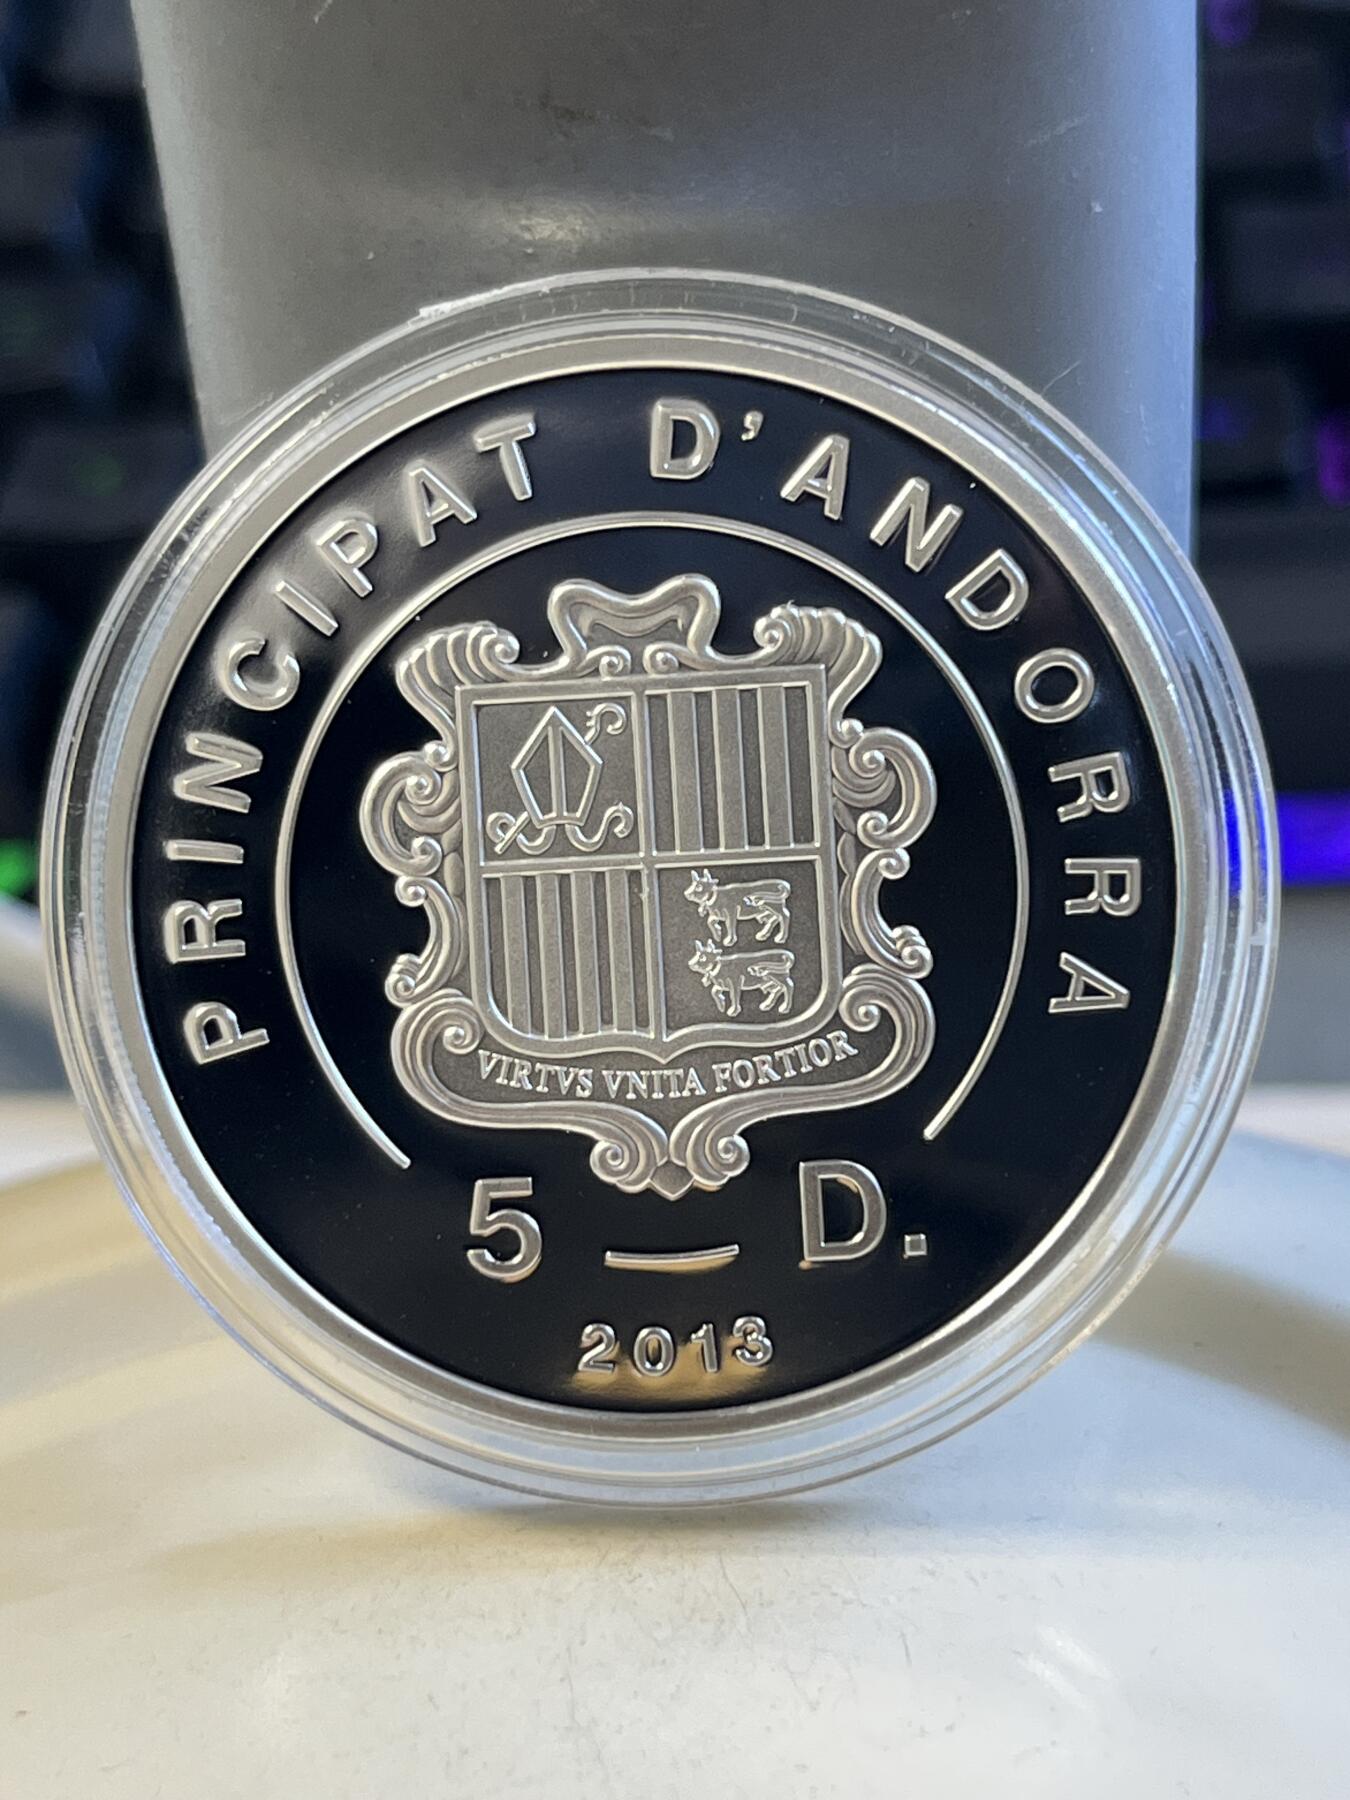 PRINCIPAT D'ANDORRA
VIRTVS VNITA FORTIOR
5 — D.
2013